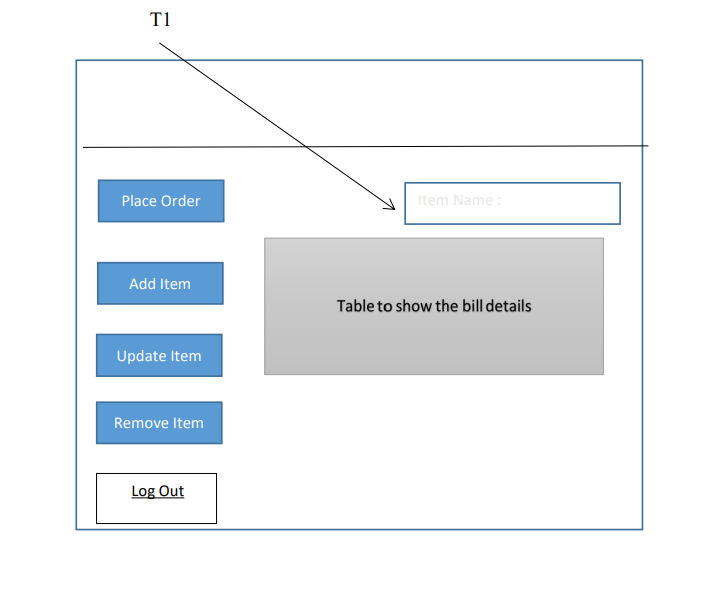 T1
Place Order
Item Name :
Add Item
Table to show the bill details
Update Item
Remove Item
Log Out